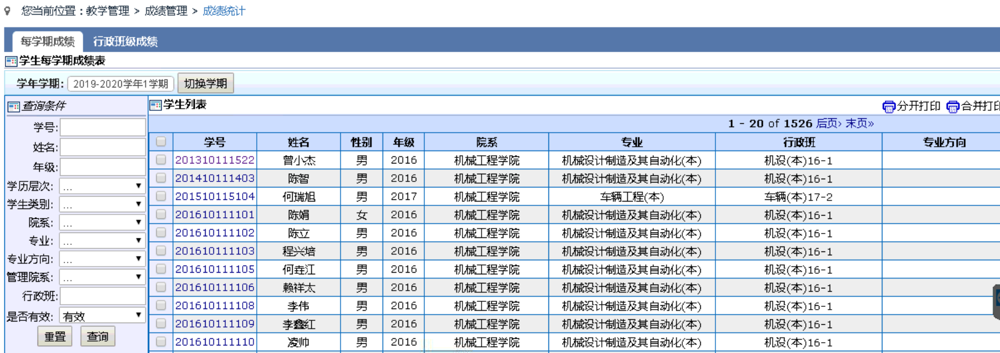 您当前位置：教学管理 > 成绩管理 > 成绩统计
每学期成绩 行政班级成绩
学生每学期成绩表
学年学期: 2019-2020学年1学期 切换学期
查询条件
学号:
姓名:
年级:
学历层次: ...
学生类别: ...
院系: ...
专业: ...
专业方向: ...
管理院系: ...
行政班:
是否有效: 有效
重置 查询
学生列表 分开打印 合并打印
1 - 20 of 1526 后页› 末页»
学号 姓名 性别 年级 院系 专业 行政班 专业方向
201310111522 曾小杰 男 2016 机械工程学院 机械设计制造及其自动化(本) 机设(本)16-1
201410111403 陈智 男 2016 机械工程学院 机械设计制造及其自动化(本) 机设(本)16-1
201510115104 何瑞旭 男 2017 机械工程学院 车辆工程(本) 车辆(本)17-2
201610111101 陈娟 女 2016 机械工程学院 机械设计制造及其自动化(本) 机设(本)16-1
201610111102 陈立 男 2016 机械工程学院 机械设计制造及其自动化(本) 机设(本)16-1
201610111103 程兴培 男 2016 机械工程学院 机械设计制造及其自动化(本) 机设(本)16-1
201610111105 何垚江 男 2016 机械工程学院 机械设计制造及其自动化(本) 机设(本)16-1
201610111106 赖祥太 男 2016 机械工程学院 机械设计制造及其自动化(本) 机设(本)16-1
201610111108 李伟 男 2016 机械工程学院 机械设计制造及其自动化(本) 机设(本)16-1
201610111109 李鑫红 男 2016 机械工程学院 机械设计制造及其自动化(本) 机设(本)16-1
201610111110 凌帅 男 2016 机械工程学院 机械设计制造及其自动化(本) 机设(本)16-1